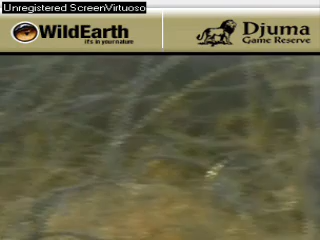 Unregistered ScreenVirtuoso
WildEarth
it's in your nature
Djuma
Game Reserve